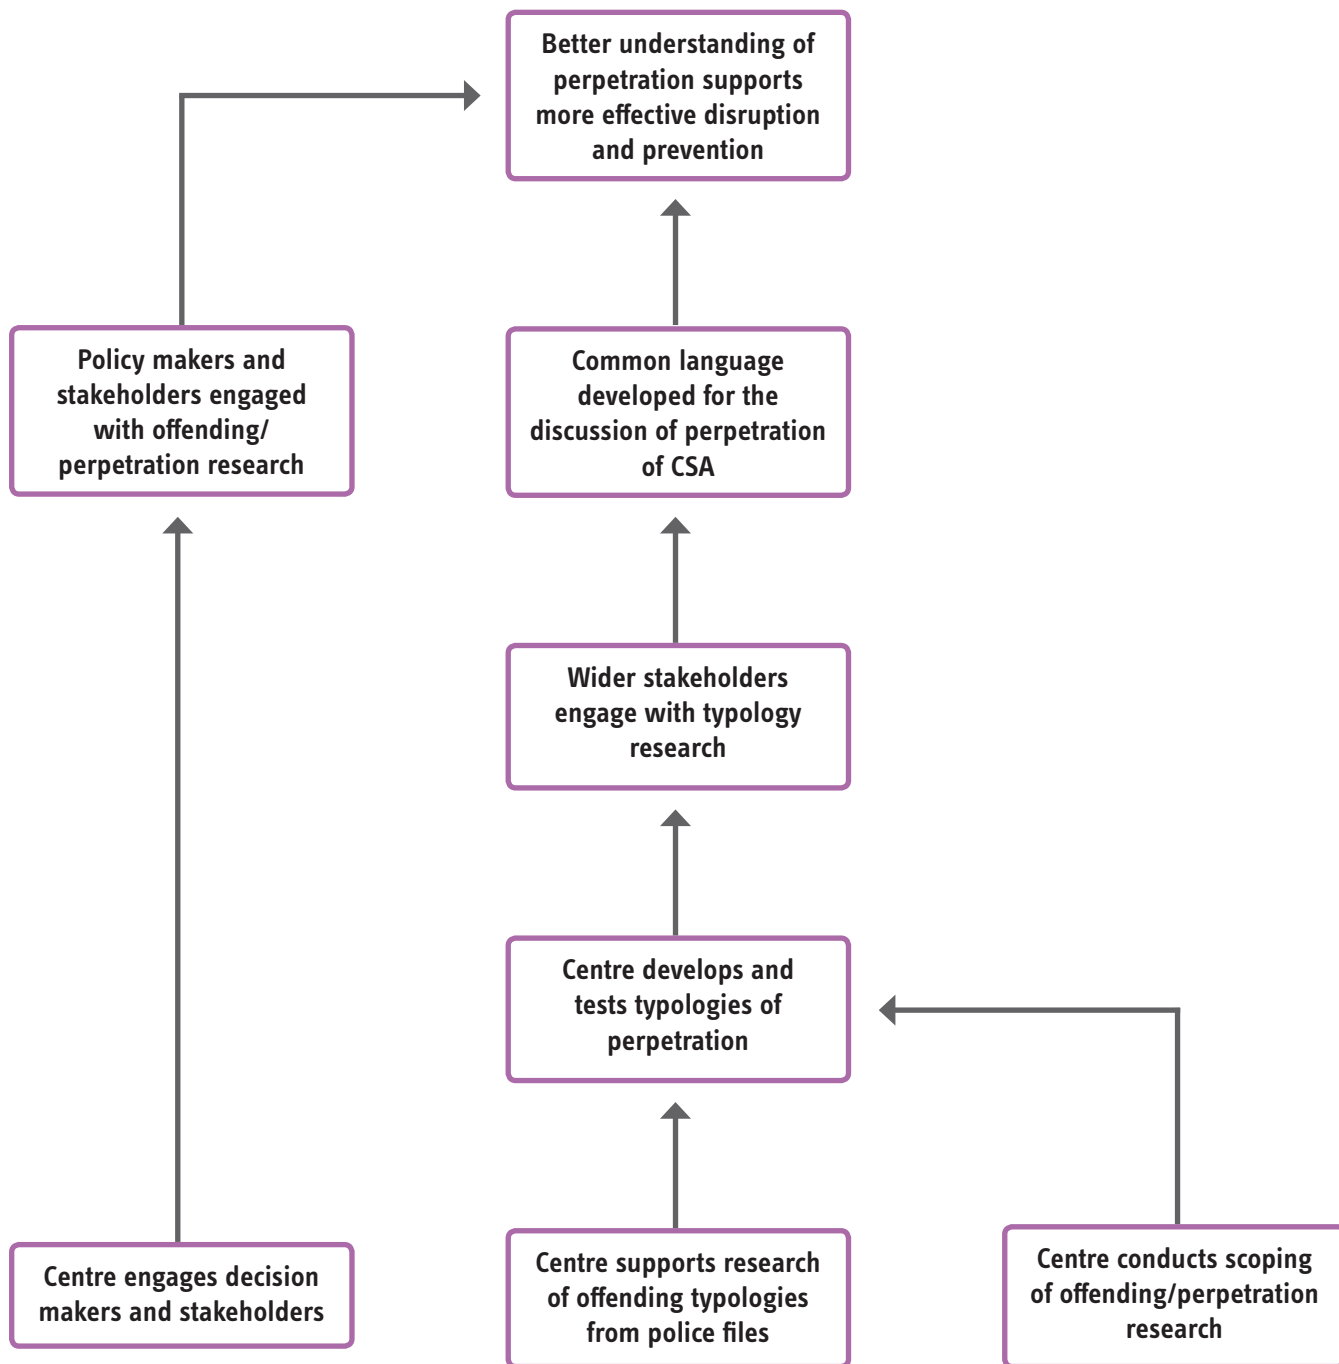 Better understanding of
perpetration supports
more effective disruption
and prevention
Policy makers and
stakeholders engaged
with offending/
perpetration research
Common language
developed for the
discussion of perpetration
of CSA
Wider stakeholders
engage with typology
research
Centre develops and
tests typologies of
perpetration
Centre engages decision
makers and stakeholders
Centre supports research
of offending typologies
from police files
Centre conducts scoping
of offending/perpetration
research